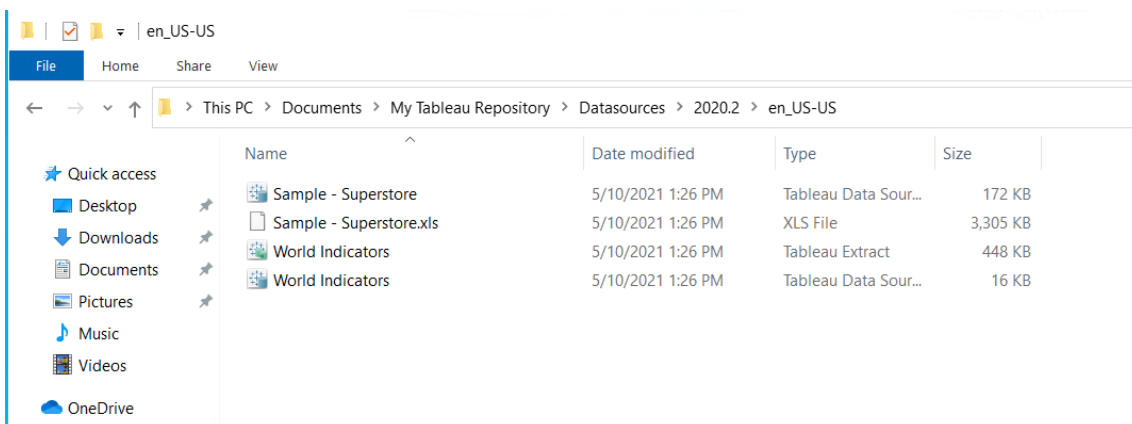 en_US-US
File Home Share View
This PC > Documents > My Tableau Repository > Datasources > 2020.2 > en_US-US
Name Date modified Type Size
Quick access
Sample - Superstore 5/10/2021 1:26 PM Tableau Data Sour... 172 KB
Desktop
Sample - Superstore.xls 5/10/2021 1:26 PM XLS File 3,305 KB
Downloads
World Indicators 5/10/2021 1:26 PM Tableau Extract 448 KB
Documents
World Indicators 5/10/2021 1:26 PM Tableau Data Sour... 16 KB
Pictures
Music
Videos
OneDrive